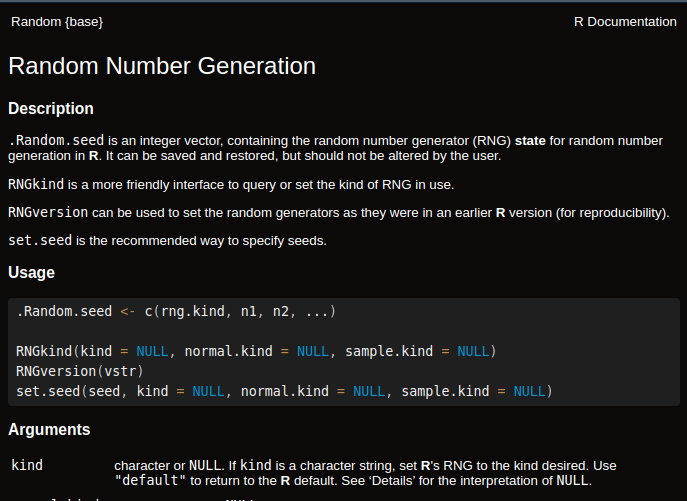 Random {base}
R Documentation
Random Number Generation
Description
.Random.seed is an integer vector, containing the random number generator (RNG) state for random number
generation in R. It can be saved and restored, but should not be altered by the user.
RNGkind is a more friendly interface to query or set the kind of RNG in use.
RNGversion can be used to set the random generators as they were in an earlier R version (for reproducibility).
set.seed is the recommended way to specify seeds.
Usage
.Random.seed <- c(rng.kind, n1, n2, ...)
RNGkind(kind = NULL, normal.kind = NULL, sample.kind = NULL)
RNGversion(vstr)
set.seed(seed, kind = NULL, normal.kind = NULL, sample.kind = NULL)
Arguments
kind character or NULL. If kind is a character string, set R's RNG to the kind desired. Use
"default" to return to the R default. See ‘Details’ for the interpretation of NULL.